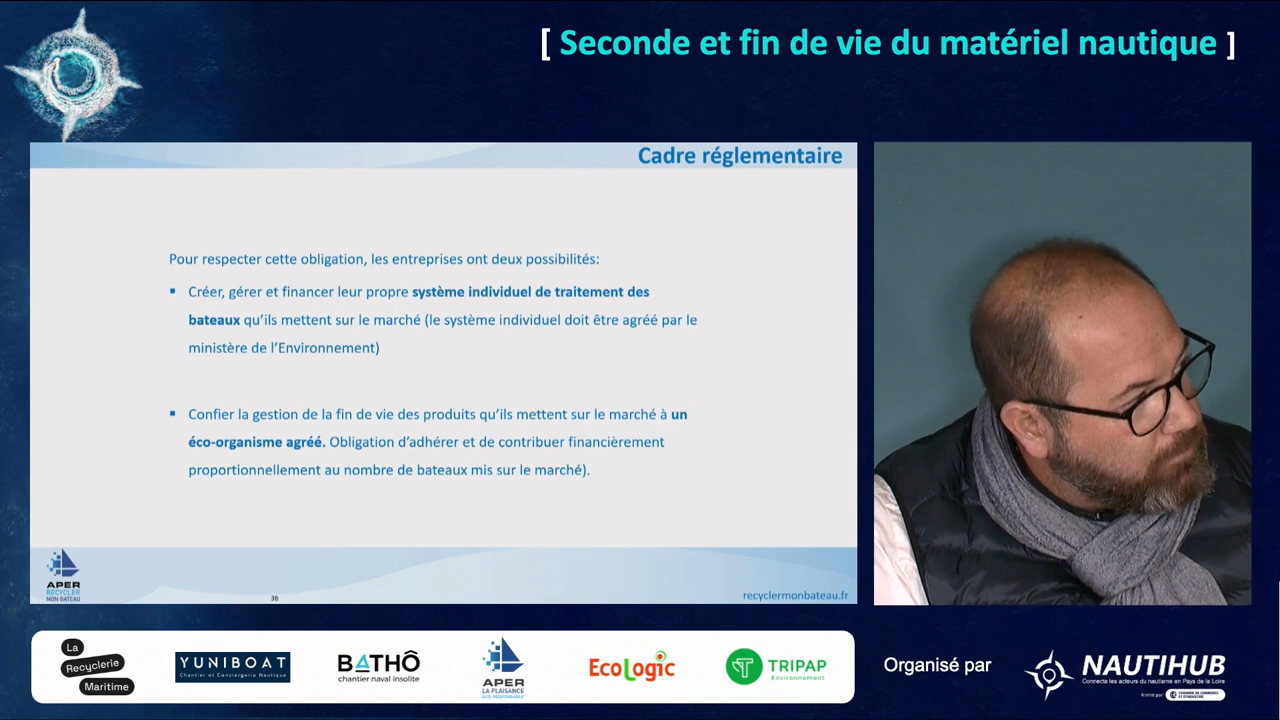 [ Seconde et fin de vie du matériel nautique ]
Cadre réglementaire
Pour respecter cette obligation, les entreprises ont deux possibilités:
▪ Créer, gérer et financer leur propre système individuel de traitement des
bateaux qu'ils mettent sur le marché (le système individuel doit être agréé par le
ministère de l'Environnement)
▪ Confier la gestion de la fin de vie des produits qu'ils mettent sur le marché à un
éco-organisme agréé. Obligation d'adhérer et de contribuer financièrement
proportionnellement au nombre de bateaux mis sur le marché).
APER
RECYCLER
MON BATEAU
36
recyclermonbateau.fr
La
Recyclerie
Maritime
YUNIBOAT
Chantier et Conciergerie Nautique
BATHÔ
chantier naval insolite
APER
LA PLAISANCE
ÉCO-RESPONSABLE
EcoLogic
TRIPAP
Environnement
Organisé par
NAUTIHUB
Connecte les acteurs du nautisme en Pays de la Loire
Animé par